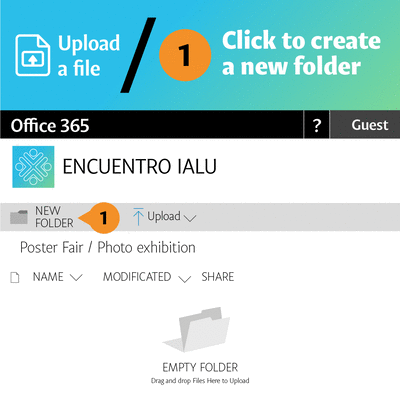 Upload
a file
1
Click to create
a new folder
Office 365
?
Guest
ENCUENTRO IALU
NEW
FOLDER
1
Upload
Poster Fair / Photo exhibition
NAME
MODIFICATED
SHARE
EMPTY FOLDER
Drag and drop Files Here to Upload